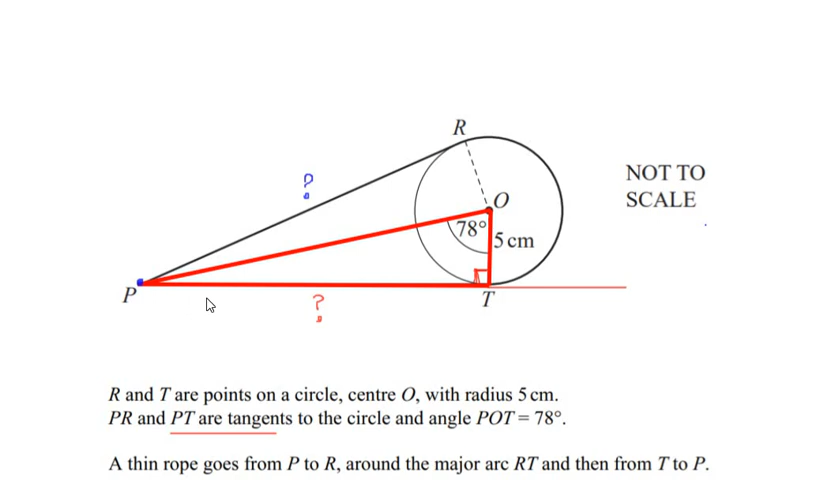 R
?
NOT TO
SCALE
O
78°
5 cm
P
?
T
R and T are points on a circle, centre O, with radius 5 cm.
PR and PT are tangents to the circle and angle POT = 78°.
A thin rope goes from P to R, around the major arc RT and then from T to P.